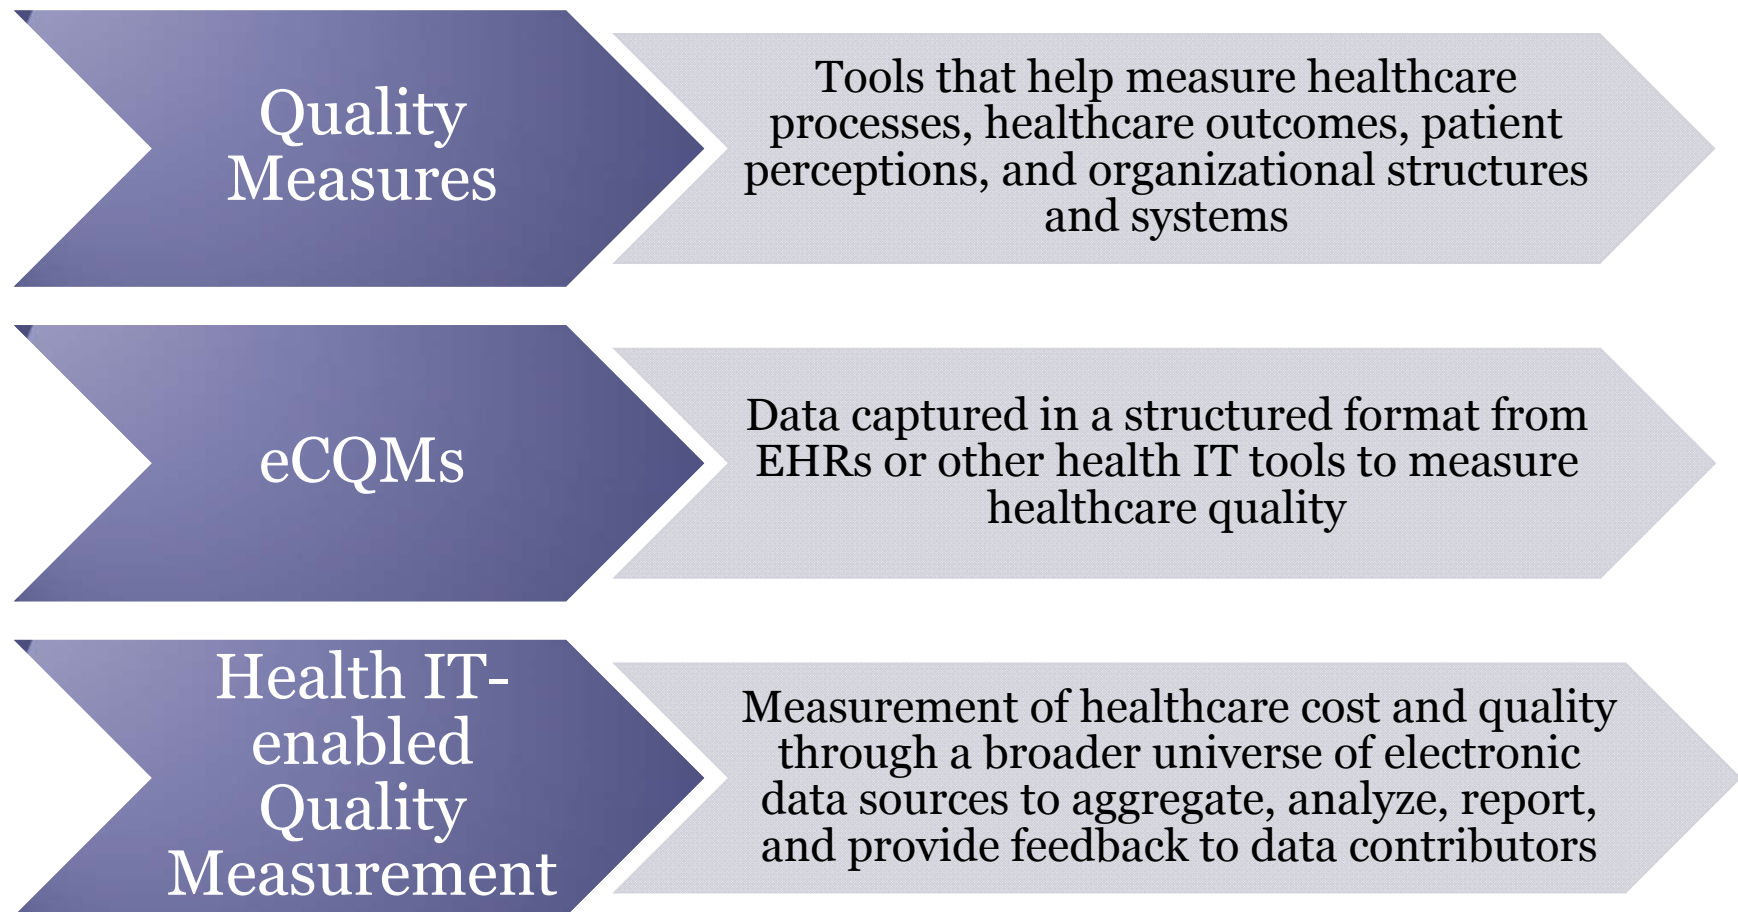 Quality
Measures
Tools that help measure healthcare
processes, healthcare outcomes, patient
perceptions, and organizational structures
and systems
eCQMs
Data captured in a structured format from
EHRs or other health IT tools to measure
healthcare quality
Health IT-
enabled
Quality
Measurement
Measurement of healthcare cost and quality
through a broader universe of electronic
data sources to aggregate, analyze, report,
and provide feedback to data contributors